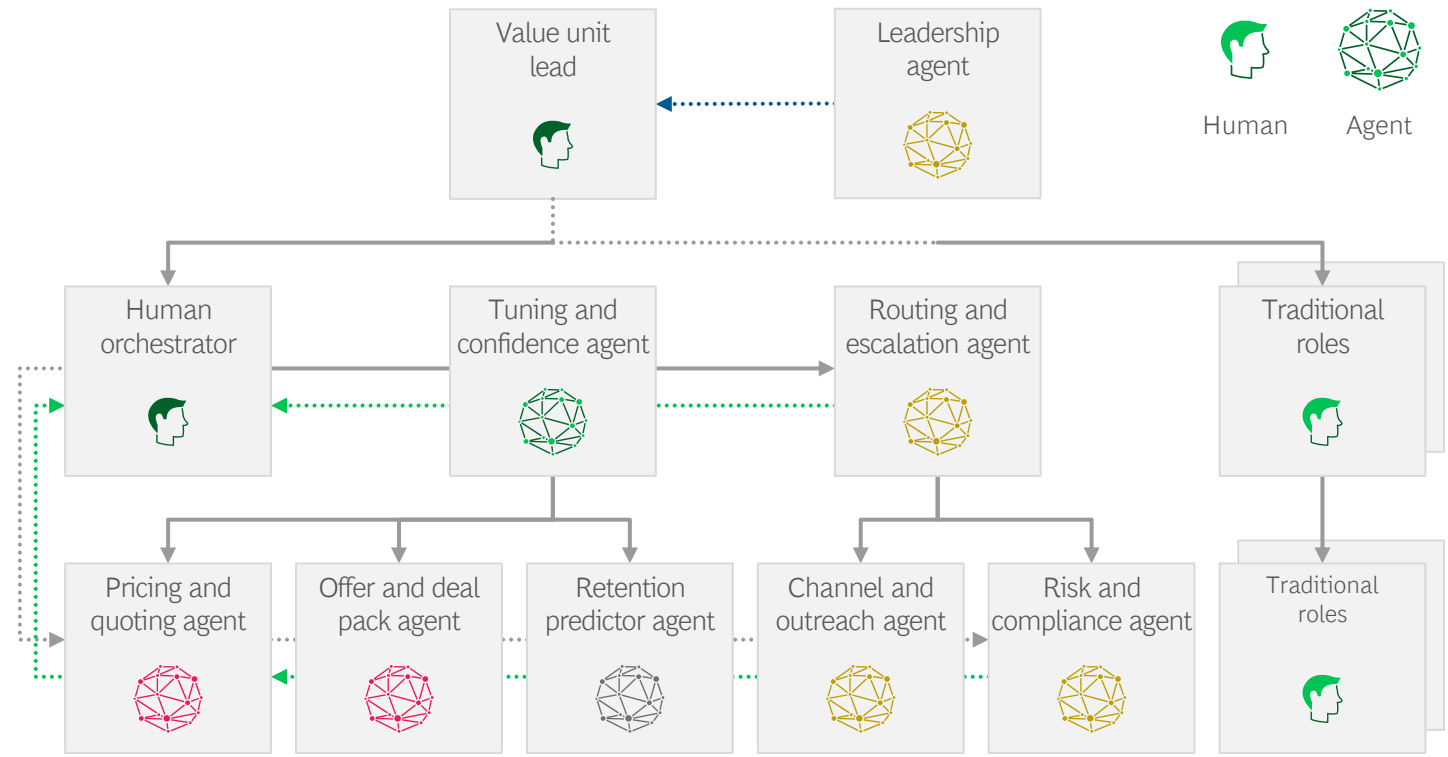 Value unit
lead
Leadership
agent
Human
Agent
Human
orchestrator
Tuning and
confidence agent
Routing and
escalation agent
Traditional
roles
Pricing and
quoting agent
Offer and deal
pack agent
Retention
predictor agent
Channel and
outreach agent
Risk and
compliance agent
Traditional
roles